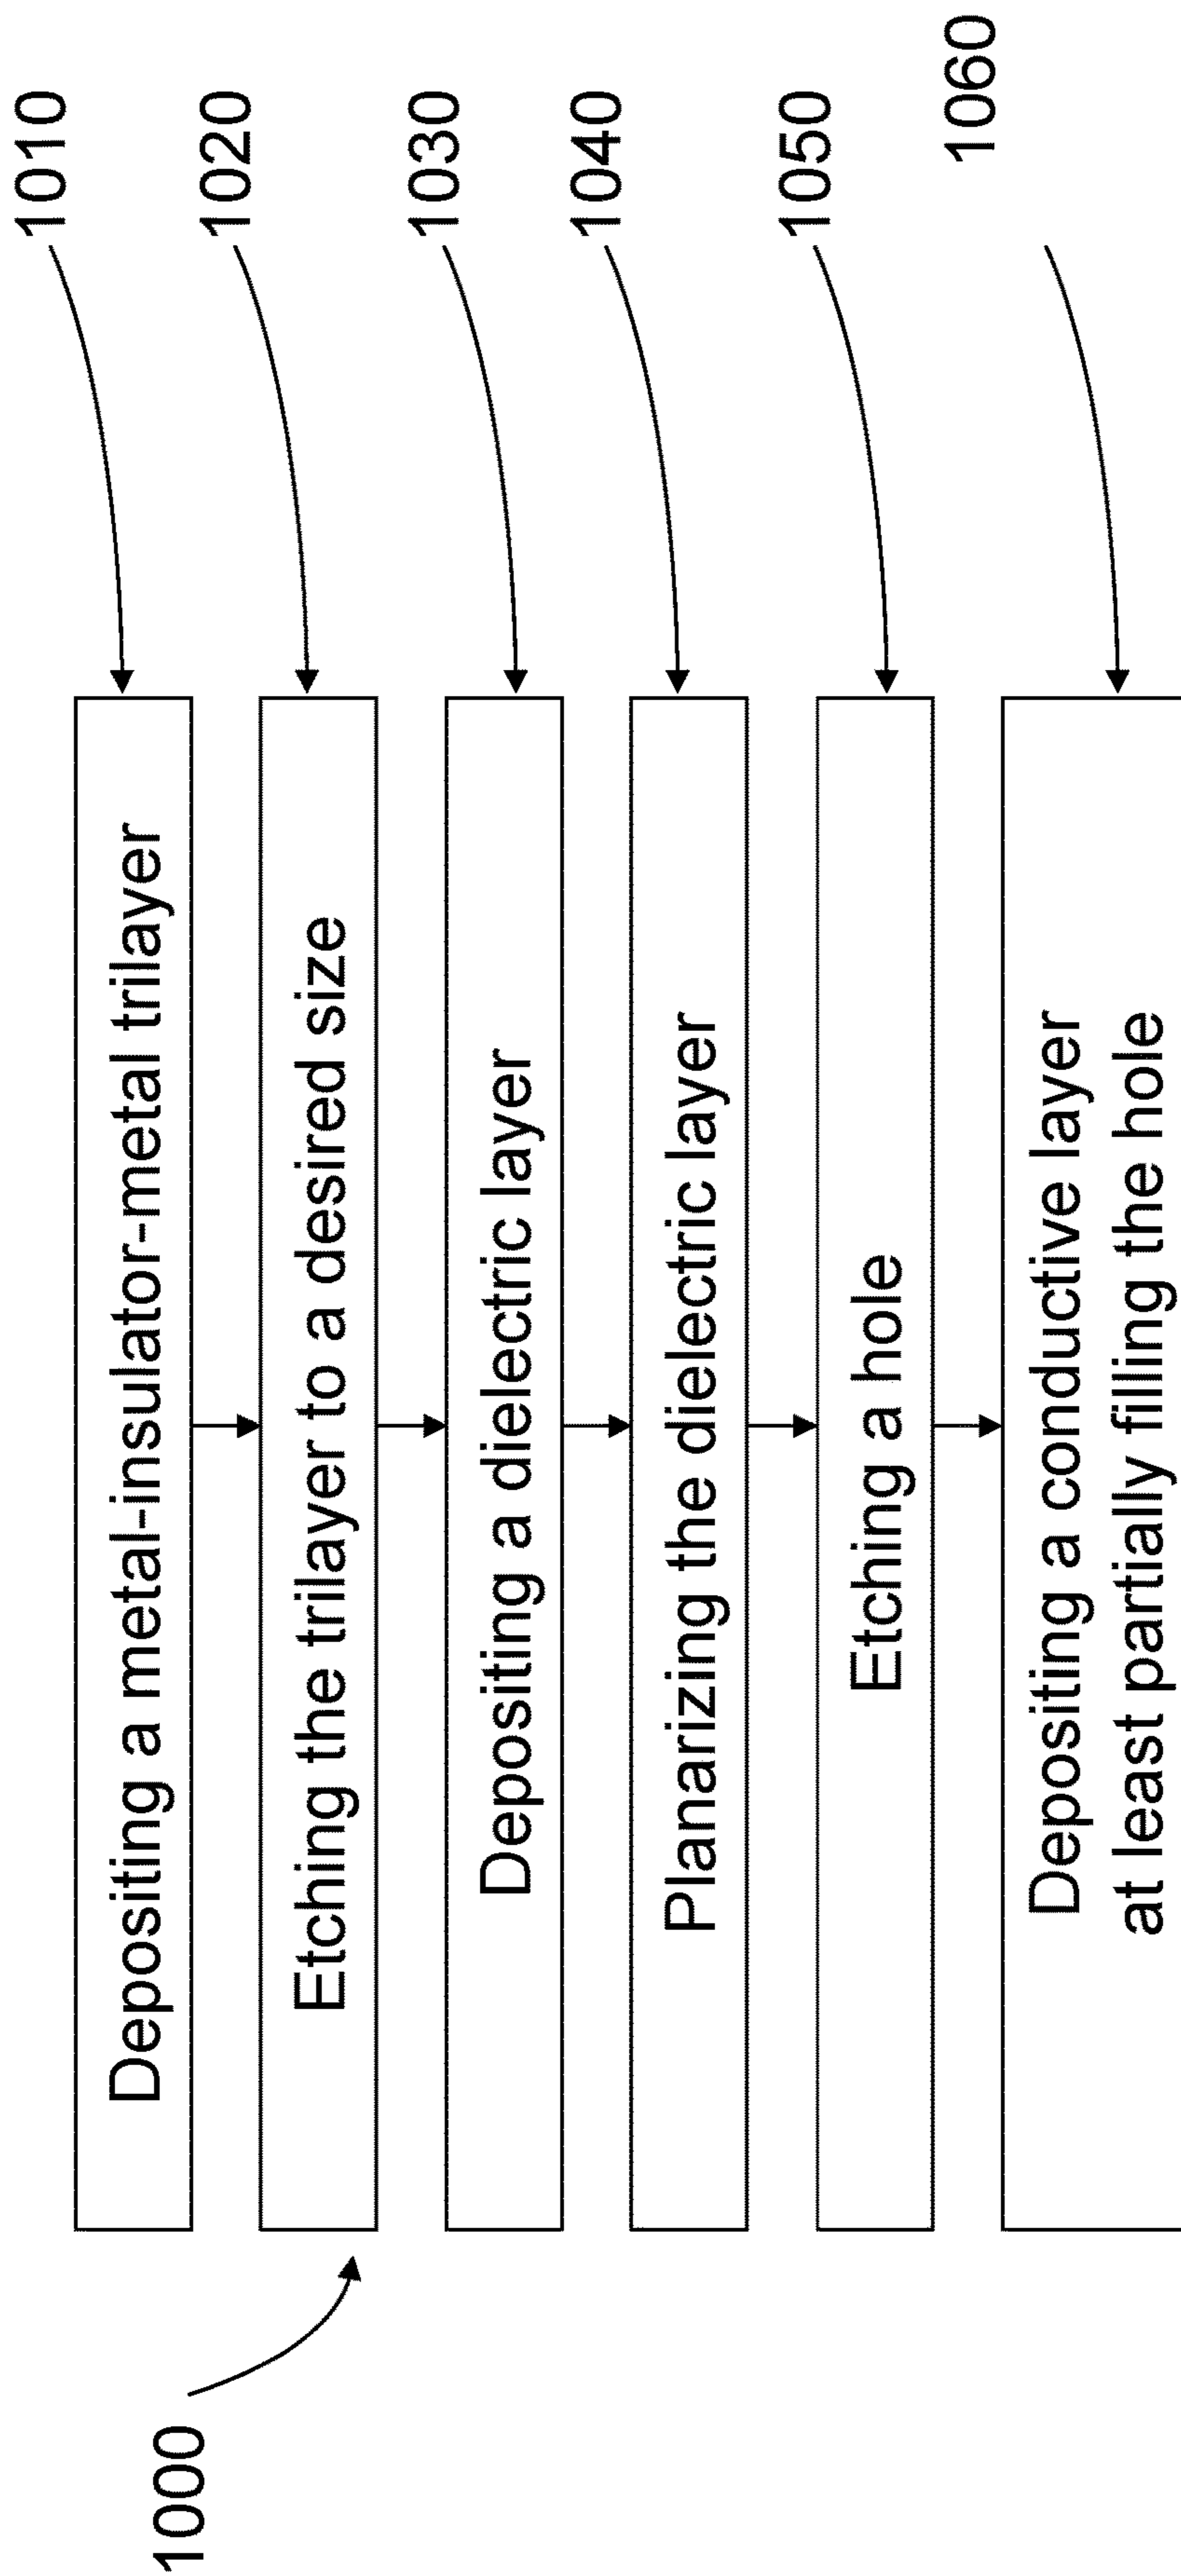 1000
Depositing a metal-insulator-metal trilayer
1010
Etching the trilayer to a desired size
1020
Depositing a dielectric layer
1030
Planarizing the dielectric layer
1040
Etching a hole
1050
Depositing a conductive layer
at least partially filling the hole
1060